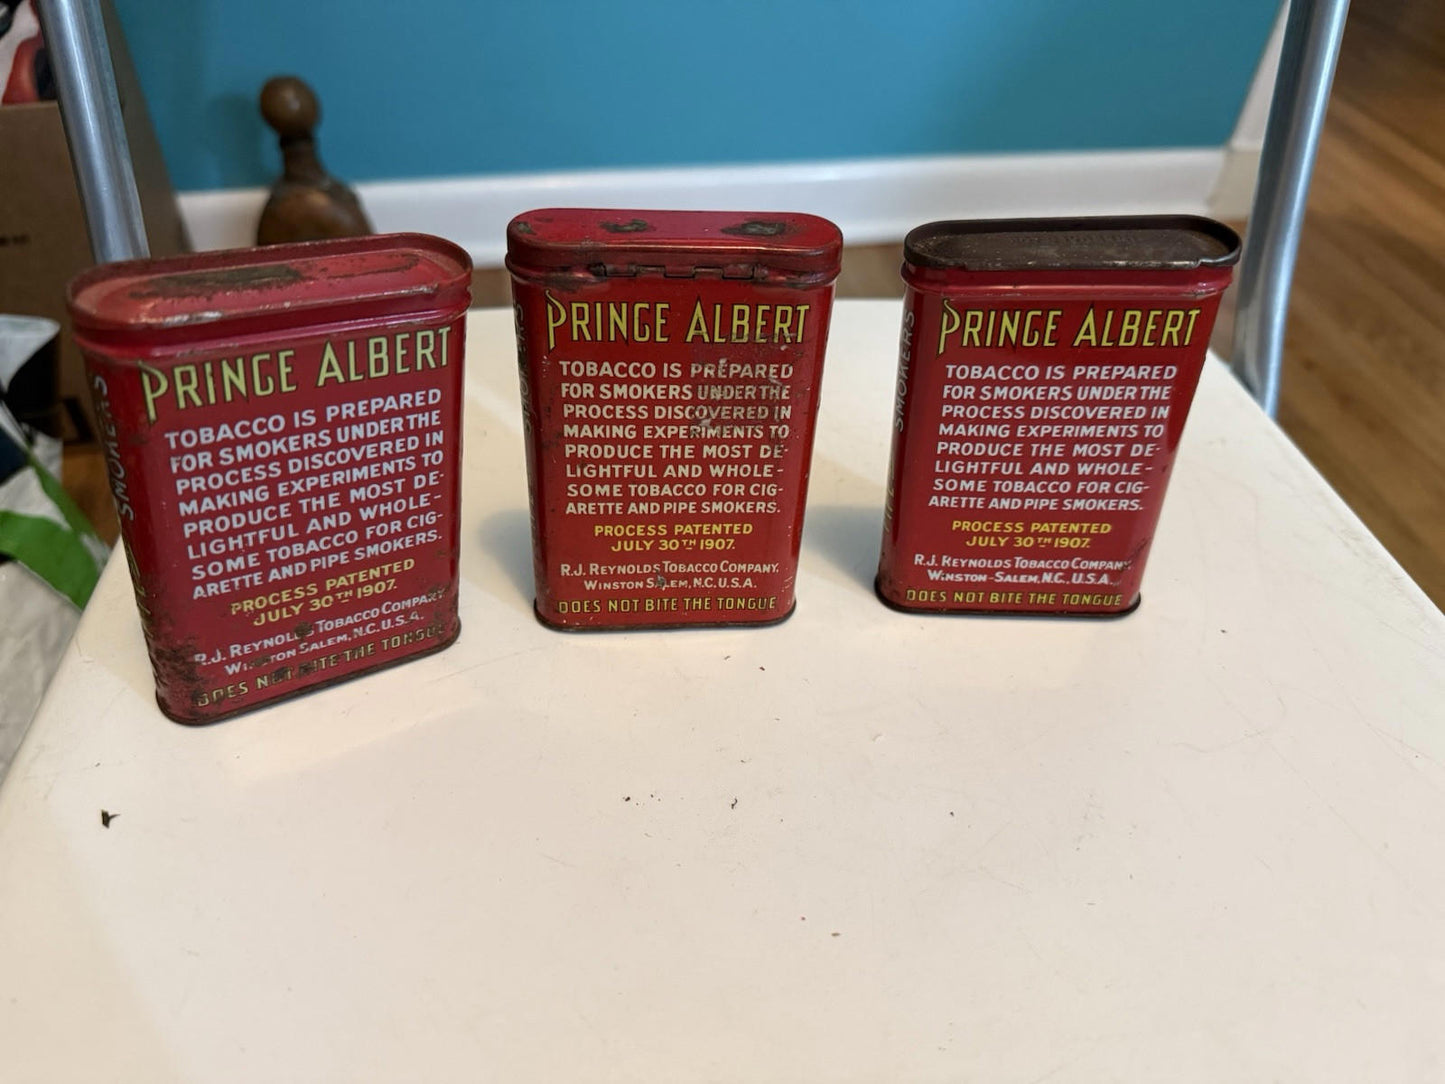 PRINCE ALBERT
TOBACCO IS PREPARED
FOR SMOKERS UNDER THE
PROCESS DISCOVERED IN
MAKING EXPERIMENTS TO
PRODUCE THE MOST DE-
LIGHTFUL AND WHOLE-
SOME TOBACCO FOR CIG-
ARETTE AND PIPE SMOKERS.
PROCESS PATENTED
JULY 30TH 1907.
R.J. REYNOLDS TOBACCO COMPANY,
WINSTON SALEM, N.C. U.S.A.
DOES NOT BITE THE TONGUE
SMOKERS
PRINCE ALBERT
TOBACCO IS PREPARED
FOR SMOKERS UNDER THE
PROCESS DISCOVERED IN
MAKING EXPERIMENTS TO
PRODUCE THE MOST DE-
LIGHTFUL AND WHOLE-
SOME TOBACCO FOR CIG-
ARETTE AND PIPE SMOKERS.
PROCESS PATENTED
JULY 30TH 1907.
R.J. REYNOLDS TOBACCO COMPANY,
WINSTON SALEM, N.C. U.S.A.
DOES NOT BITE THE TONGUE
SMOKERS
PRINCE ALBERT
TOBACCO IS PREPARED
FOR SMOKERS UNDER THE
PROCESS DISCOVERED IN
MAKING EXPERIMENTS TO
PRODUCE THE MOST DE-
LIGHTFUL AND WHOLE-
SOME TOBACCO FOR CIG-
ARETTE AND PIPE SMOKERS.
PROCESS PATENTED
JULY 30TH 1907.
R.J. REYNOLDS TOBACCO COMPANY
WINSTON-SALEM, N.C., U.S.A.
DOES NOT BITE THE TONGUE
SMOKERS